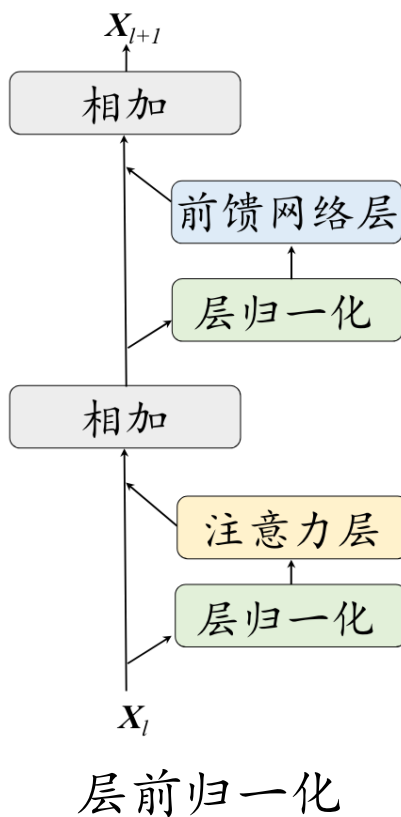 X_{l+1}
相加
前馈网络层
层归一化
相加
注意力层
层归一化
X_l
层前归一化